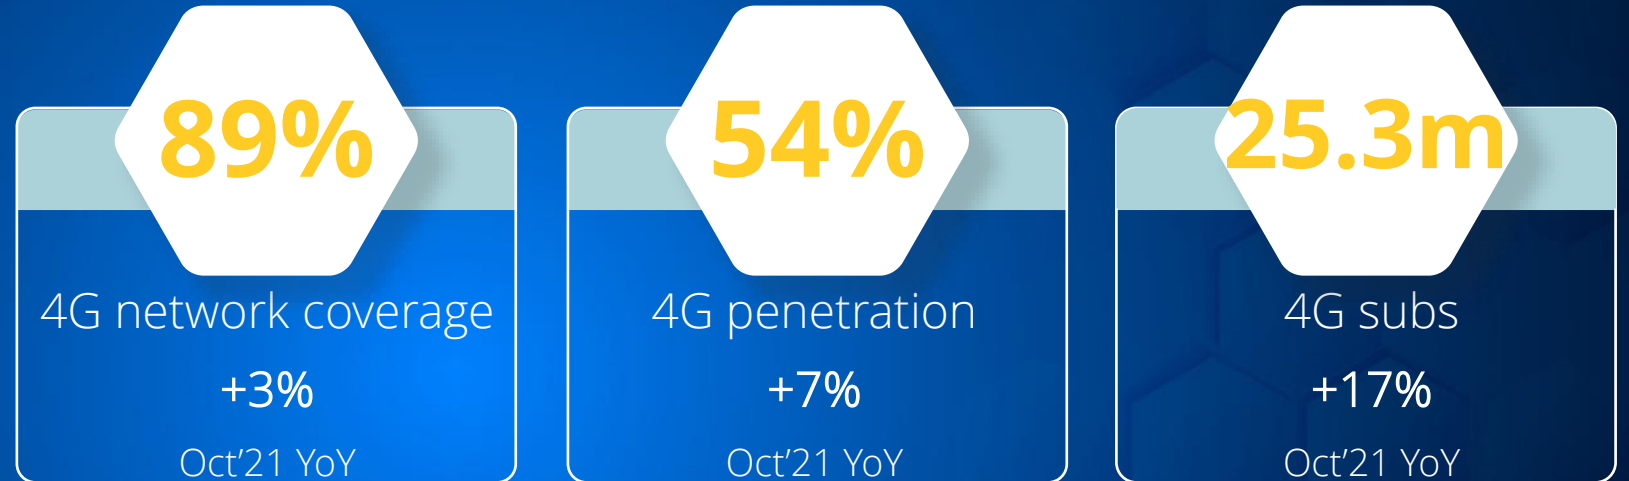 89%
4G network coverage
+3%
Oct’21 YoY
54%
4G penetration
+7%
Oct’21 YoY
25.3m
4G subs
+17%
Oct’21 YoY